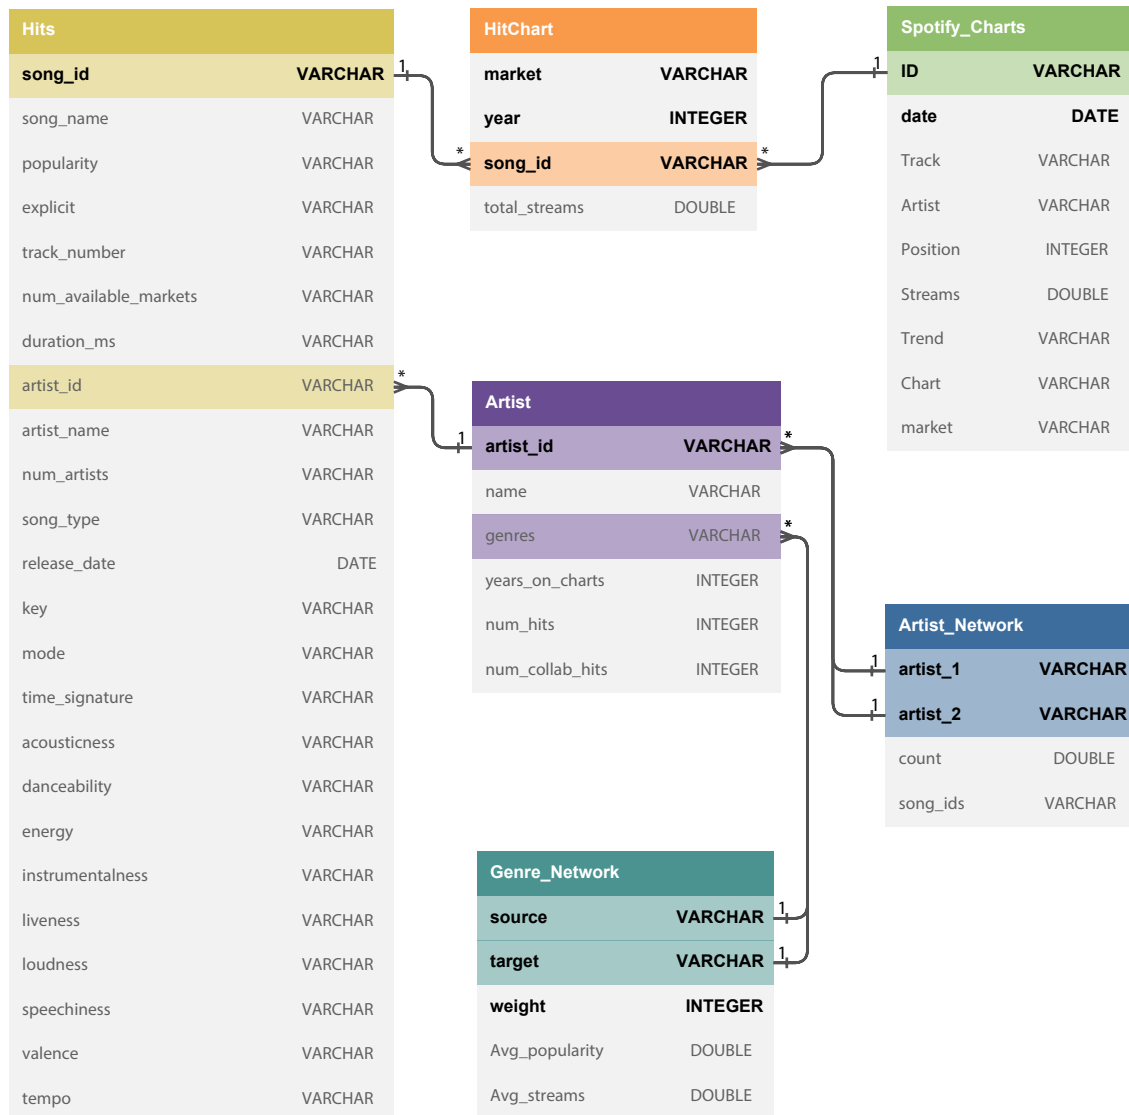 Hits
song_id VARCHAR 1
song_name VARCHAR
popularity VARCHAR
explicit VARCHAR
track_number VARCHAR
num_available_markets VARCHAR
duration_ms VARCHAR
artist_id VARCHAR *
artist_name VARCHAR
num_artists VARCHAR
song_type VARCHAR
release_date DATE
key VARCHAR
mode VARCHAR
time_signature VARCHAR
acousticness VARCHAR
danceability VARCHAR
energy VARCHAR
instrumentalness VARCHAR
liveness VARCHAR
loudness VARCHAR
speechiness VARCHAR
valence VARCHAR
tempo VARCHAR
HitChart
market VARCHAR
year INTEGER
* song_id VARCHAR *
total_streams DOUBLE
Spotify_Charts
1 ID VARCHAR
date DATE
Track VARCHAR
Artist VARCHAR
Position INTEGER
Streams DOUBLE
Trend VARCHAR
Chart VARCHAR
market VARCHAR
Artist
1 artist_id VARCHAR *
name VARCHAR
genres VARCHAR *
years_on_charts INTEGER
num_hits INTEGER
num_collab_hits INTEGER
Artist_Network
1 artist_1 VARCHAR
1 artist_2 VARCHAR
count DOUBLE
song_ids VARCHAR
Genre_Network
source VARCHAR 1
target VARCHAR 1
weight INTEGER
Avg_popularity DOUBLE
Avg_streams DOUBLE